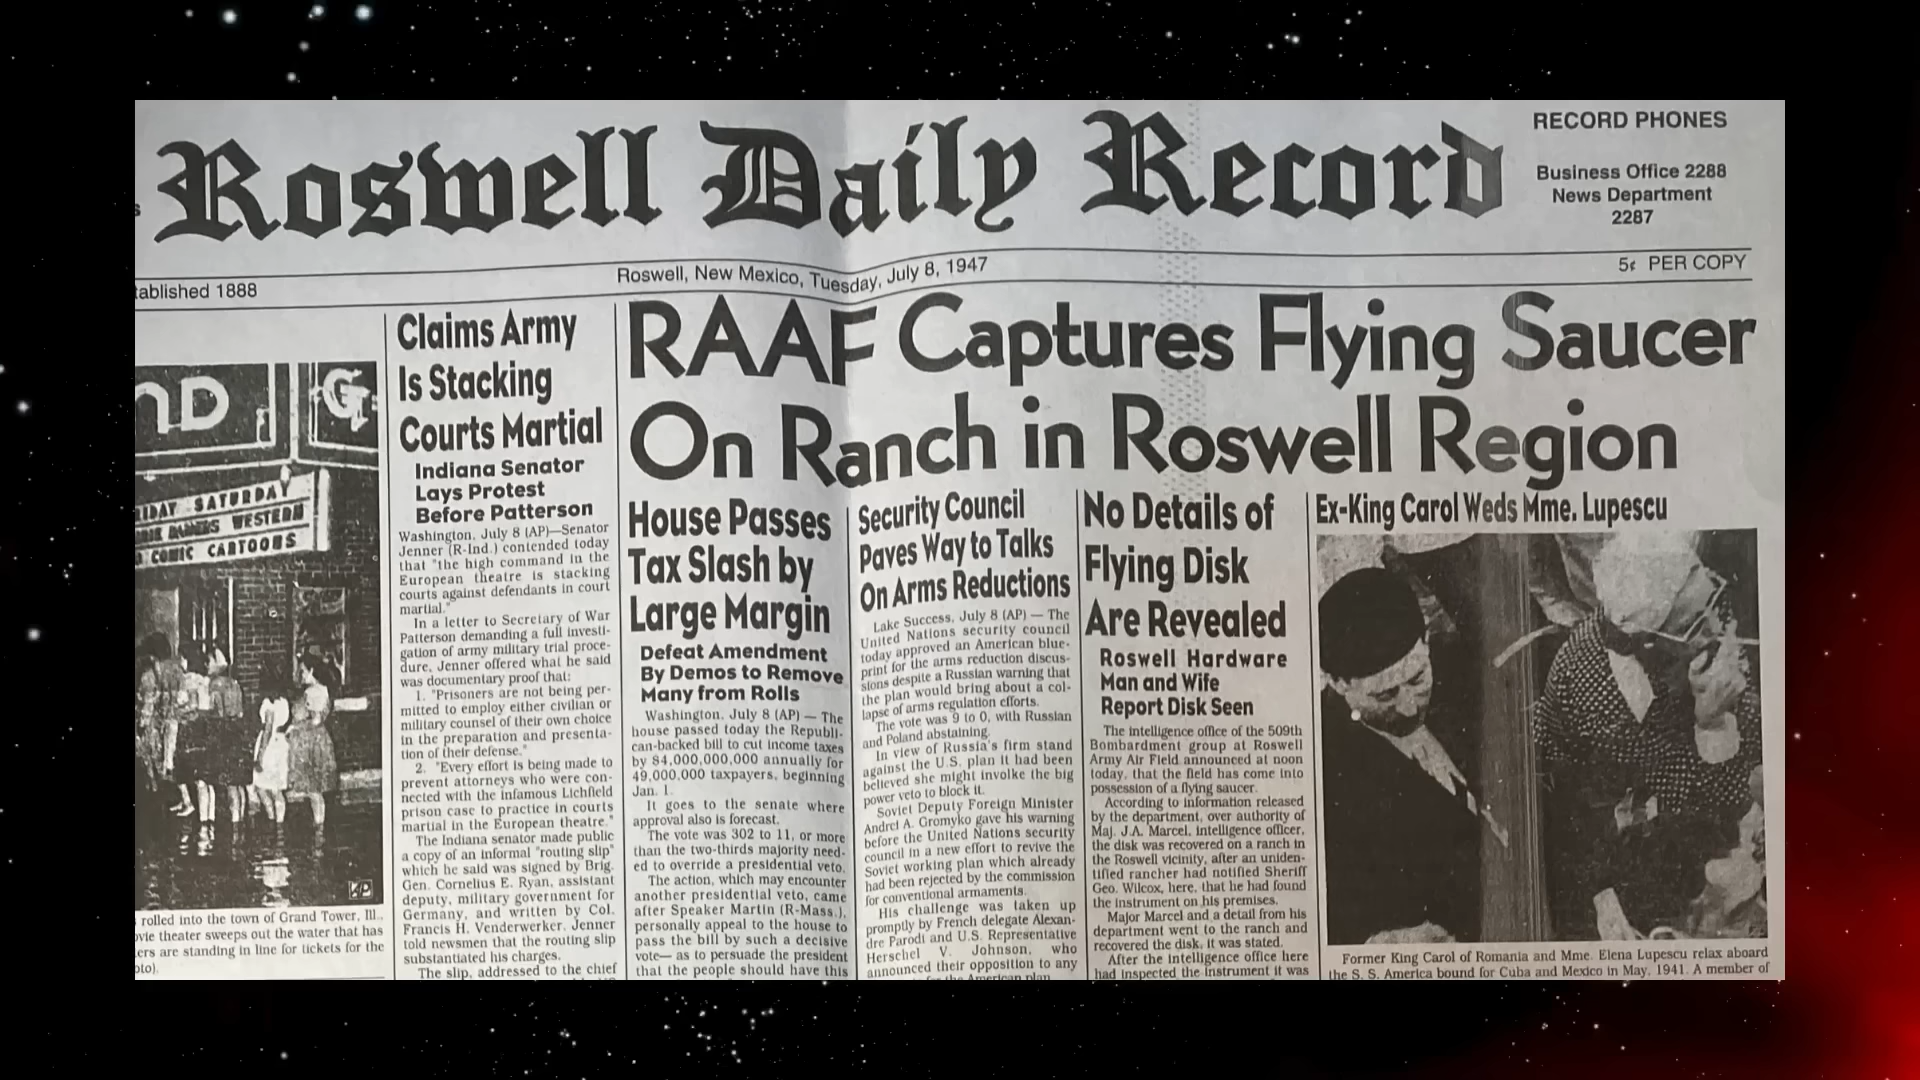 Roswell Daily Record
RECORD PHONES
Business Office 2288
News Department
2287
tablished 1888
Roswell, New Mexico, Tuesday, July 8, 1947
5¢ PER COPY
RAAF Captures Flying Saucer
On Ranch in Roswell Region
SATURDAY
WESTERN
COMIC CARTOONS
rolled into the town of Grand Tower, Ill.,
vie theater sweeps out the water that has
ers are standing in line for tickets for the
oto).
Claims Army
Is Stacking
Courts Martial
Indiana Senator
Lays Protest
Before Patterson
Washington, July 8 (AP)—Senator
Jenner (R-Ind.) contended today
that "the high command in the
European theatre is stacking
courts against defendants in court
martial."
In a letter to Secretary of War
Patterson demanding a full investi-
gation of army military trial proce-
dure, Jenner offered what he said
was documentary proof that:
1. "Prisoners are not being per-
mitted to employ either civilian or
military counsel of their own choice
in the preparation and presenta-
tion of their defense."
2. "Every effort is being made to
prevent attorneys who were con-
nected with the infamous Lichfield
prison case to practice in courts
martial in the European theatre."
The Indiana senator made public
a copy of an informal "routing slip"
which he said was signed by Brig.
Gen. Cornelius E. Ryan, assistant
deputy, military government for
Germany, and written by Col.
Francis H. Venderwerker. Jenner
told newsmen that the routing slip
substantiated his charges.
The slip, addressed to the chief
House Passes
Tax Slash by
Large Margin
Defeat Amendment
By Demos to Remove
Many from Rolls
Washington, July 8 (AP) — The
house passed today the Republi-
can-backed bill to cut income taxes
by $4,000,000,000 annually for
49,000,000 taxpayers, beginning
Jan. 1.
It goes to the senate where
approval also is forecast.
The vote was 302 to 11, or more
than the two-thirds majority need-
ed to override a presidential veto.
The action, which may encounter
another presidential veto, came
after Speaker Martin (R-Mass.),
personally appeal to the house to
pass the bill by such a decisive
vote— as to persuade the president
that the people should have this
Security Council
Paves Way to Talks
On Arms Reductions
Lake Success, July 8 (AP) — The
United Nations security council
today approved an American blue-
print for the arms reduction discus-
sions despite a Russian warning that
the plan would bring about a col-
lapse of arms regulation efforts.
The vote was 9 to 0, with Russian
and Poland abstaining.
In view of Russia's firm stand
against the U.S. plan it had been
believed she might involke the big
power veto to block it.
Soviet Deputy Foreign Minister
Andrei A. Gromyko gave his warning
before the United Nations security
council in a new effort to revive the
Soviet working plan which already
had been rejected by the commission
for conventional armaments.
His challenge was taken up
promptly by French delegate Alexan-
dre Parodi and U.S. Representative
Herschel V. Johnson, who
announced their opposition to any
the American plan
No Details of
Flying Disk
Are Revealed
Roswell Hardware
Man and Wife
Report Disk Seen
The intelligence office of the 509th
Bombardment group at Roswell
Army Air Field announced at noon
today, that the field has come into
possession of a flying saucer.
According to information released
by the department, over authority of
Maj. J.A. Marcel, intelligence officer,
the disk was recovered on a ranch in
the Roswell vicinity, after an uniden-
tified rancher had notified Sheriff
Geo. Wilcox, here, that he had found
the instrument on his premises.
Major Marcel and a detail from his
department went to the ranch and
recovered the disk, it was stated.
After the intelligence office here
had inspected the instrument it was
Ex-King Carol Weds Mme. Lupescu
Former King Carol of Romania and Mme. Elena Lupescu relax aboard
the S. S. America bound for Cuba and Mexico in May, 1941. A member of